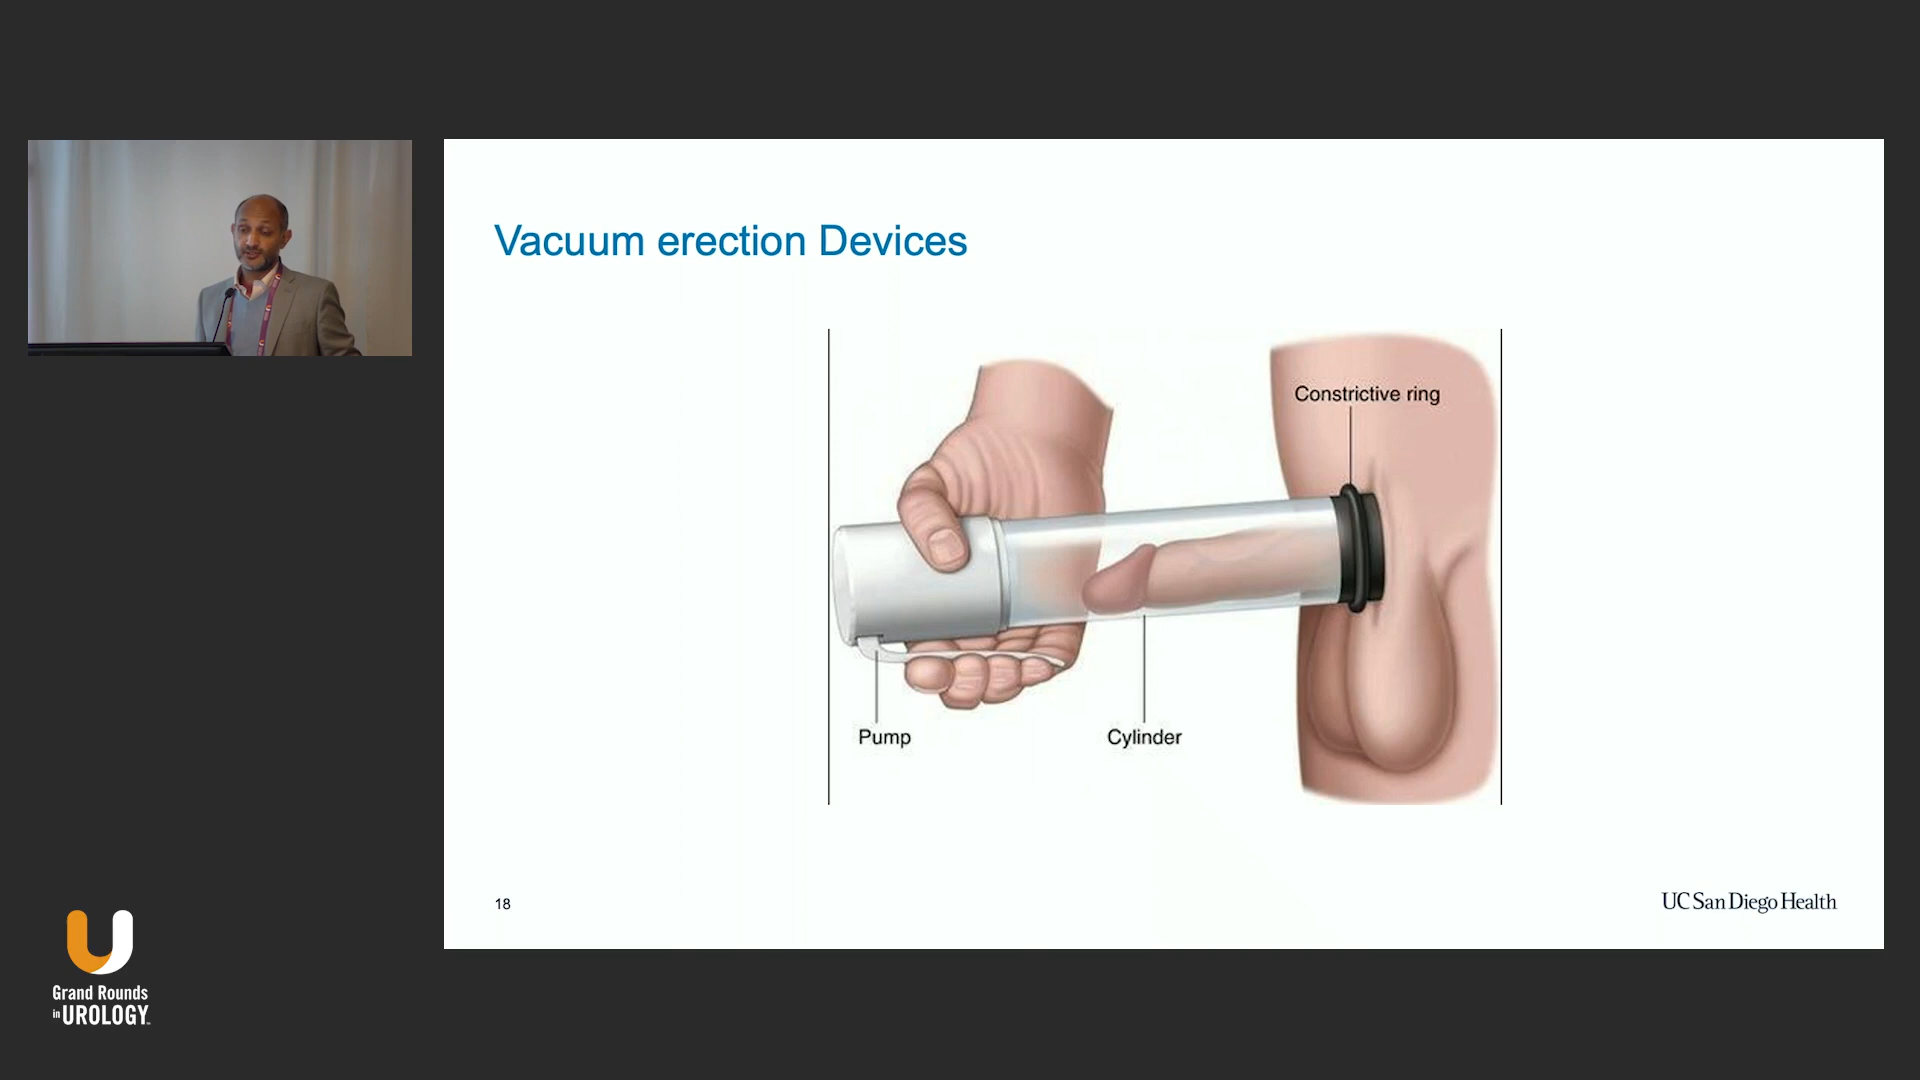 Vacuum erection Devices
Constrictive ring
Pump
Cylinder
18
UC San Diego Health
Grand Rounds
in UROLOGY